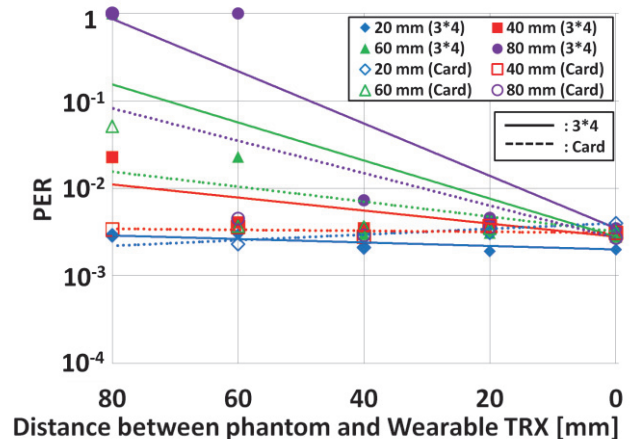 1
10-1
10-2
10-3
10-4
PER
20 mm (3*4) 40 mm (3*4)
60 mm (3*4) 80 mm (3*4)
20 mm (Card) 40 mm (Card)
60 mm (Card) 80 mm (Card)
: 3*4
: Card
80 60 40 20 0
Distance between phantom and Wearable TRX [mm]